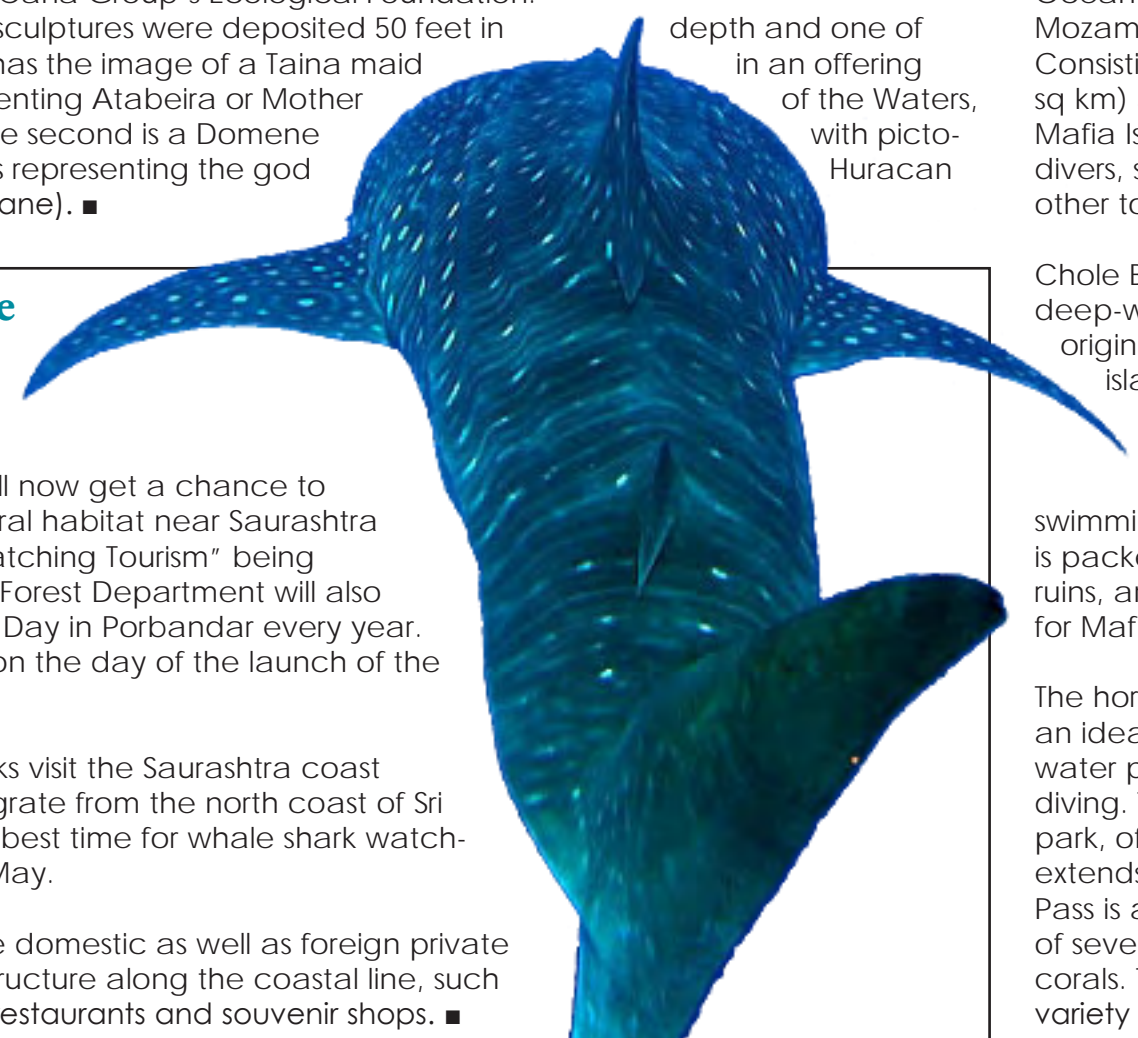 Cana Group's Ecological Foundation.
sculptures were deposited 50 feet in depth and one of
has the image of a Taina maid in an offering
enting Atabeira or Mother of the Waters,
e second is a Domene with picto-
s representing the god Huracan
ane). ■
e
ll now get a chance to
ral habitat near Saurashtra
atching Tourism" being
Forest Department will also
Day in Porbandar every year.
on the day of the launch of the
ks visit the Saurashtra coast
grate from the north coast of Sri
best time for whale shark watch-
May.
e domestic as well as foreign private
ructure along the coastal line, such
estaurants and souvenir shops. ■
Ocean
Mozam
Consisti
sq km)
Mafia Is
divers, s
other to
Chole B
deep-w
origin
isla
swimmi
is packe
ruins, an
for Maf
The hor
an idea
water p
diving. T
park, of
extends
Pass is a
of seve
corals. T
variety